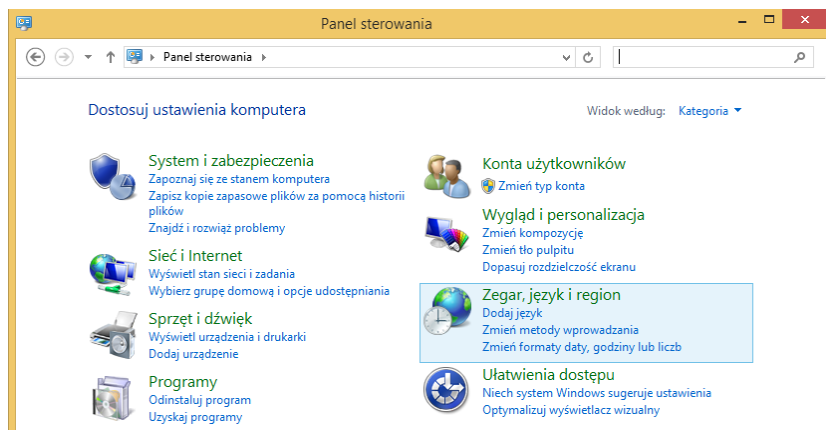 Panel sterowania
Panel sterowania
Dostosuj ustawienia komputera
Widok według: Kategoria
System i zabezpieczenia
Zapoznaj się ze stanem komputera
Zapisz kopie zapasowe plików za pomocą historii
plików
Znajdź i rozwiąż problemy
Sieć i Internet
Wyświetl stan sieci i zadania
Wybierz grupę domową i opcje udostępniania
Sprzęt i dźwięk
Wyświetl urządzenia i drukarki
Dodaj urządzenie
Programy
Odinstaluj program
Uzyskaj programy
Konta użytkowników
Zmień typ konta
Wygląd i personalizacja
Zmień kompozycję
Zmień tło pulpitu
Dopasuj rozdzielczość ekranu
Zegar, język i region
Dodaj język
Zmień metody wprowadzania
Zmień formaty daty, godziny lub liczb
Ułatwienia dostępu
Niech system Windows sugeruje ustawienia
Optymalizuj wyświetlacz wizualny